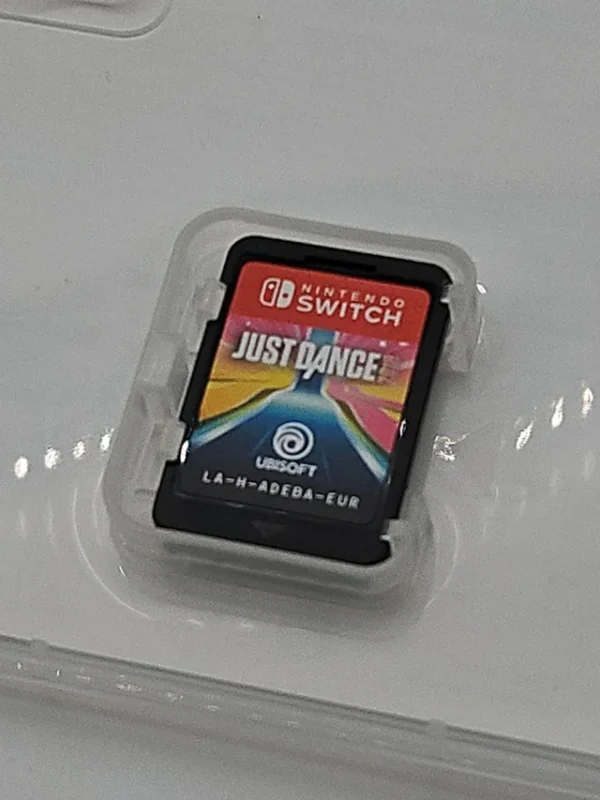 NINTENDO
SWITCH
JUST DANCE
UBISOFT
LA-H-ADEBA-EUR